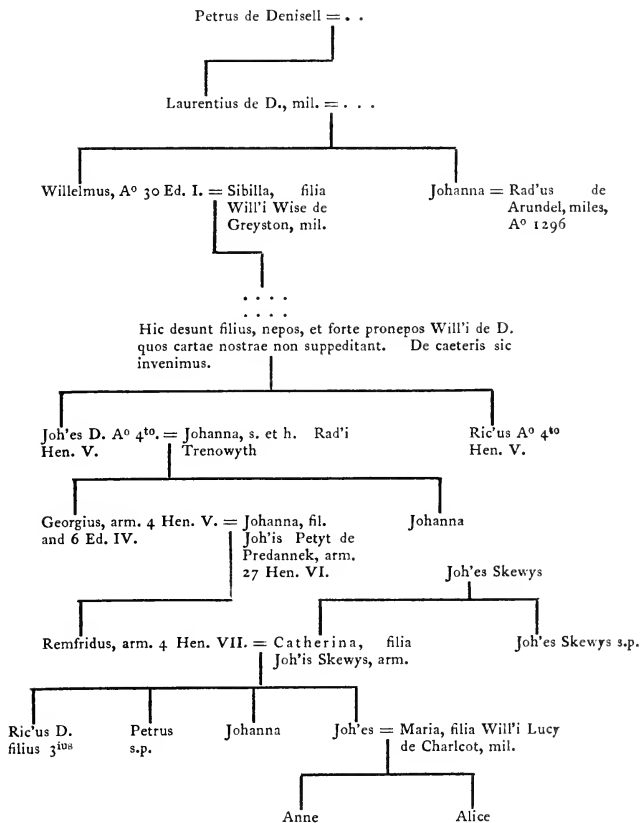 Petrus de Denisell = . .
Laurentius de D., mil. = . . .
Willelmus, Aº 30 Ed. I. = Sibilla, filia
Will'i Wise de
Greyston, mil.
Johanna = Rad'us de
Arundel, miles,
Aº 1296
. . . .
. . . .
Hic desunt filius, nepos, et forte pronepos Will'i de D.
quos cartae nostrae non suppeditant. De caeteris sic
invenimus.
Joh'es D. Aº 4ᵗᵒ. = Johanna, s. et h. Rad'i
Hen. V. Trenowyth
Ric'us Aº 4ᵗᵒ
Hen. V.
Georgius, arm. 4 Hen. V. = Johanna, fil.
and 6 Ed. IV. Joh'is Petyt de
Predannek, arm.
27 Hen. VI.
Johanna
Joh'es Skewys
Remfridus, arm. 4 Hen. VII. = Catherina, filia
Joh'is Skewys, arm.
Joh'es Skewys s.p.
Ric'us D.
filius 3ⁱᵘˢ
Petrus
s.p.
Johanna
Joh'es = Maria, filia Will'i Lucy
de Charlcot, mil.
Anne
Alice